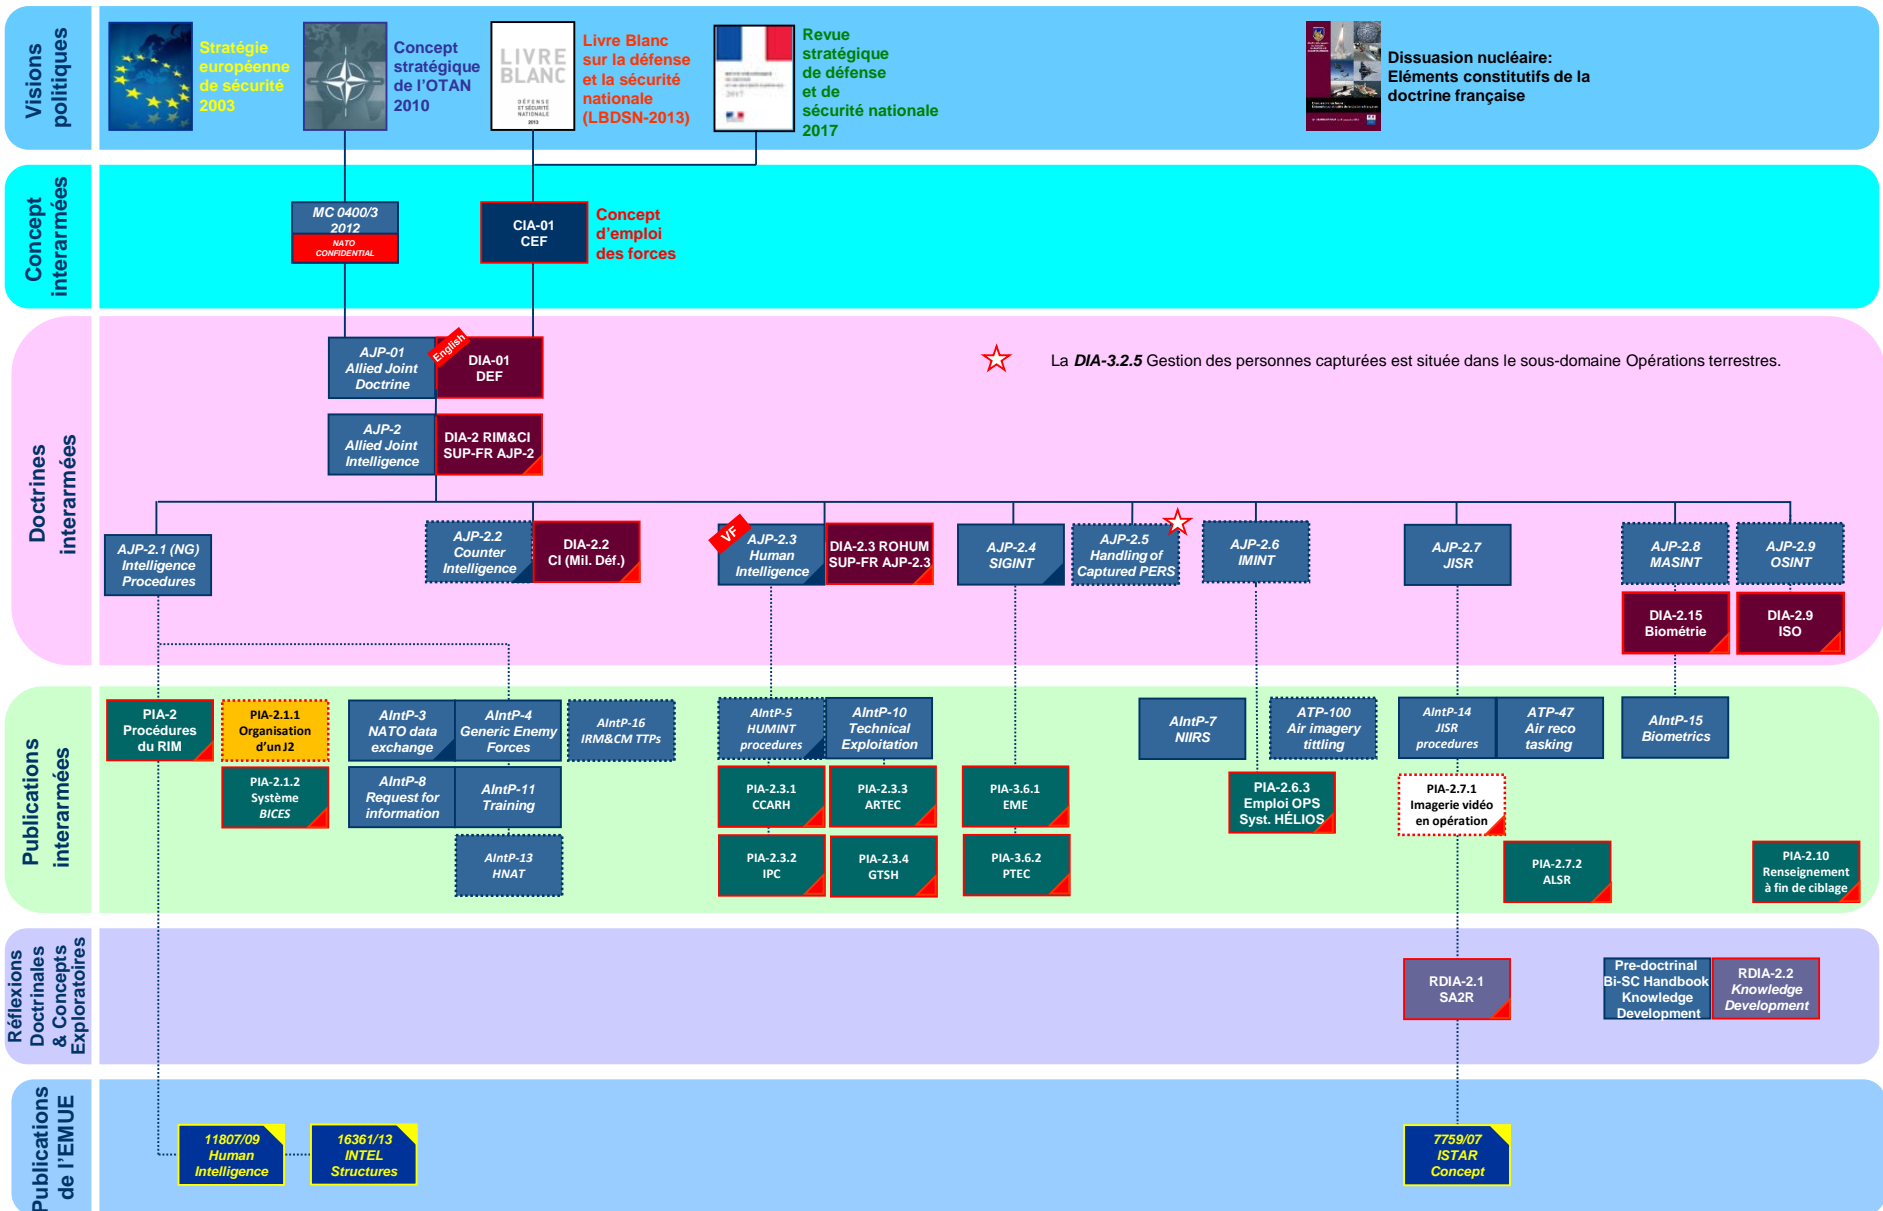 Visions
politiques
Stratégie
européenne
de sécurité
2003
Concept
stratégique
de l'OTAN
2010
LIVRE
BLANC
DÉFENSE
ET SÉCURITÉ
NATIONALE
2013
Livre Blanc
sur la défense
et la sécurité
nationale
(LBDSN-2013)
2017
Revue
stratégique
de défense
et de
sécurité nationale
2017
Dissuasion nucléaire:
Eléments constitutifs de la
doctrine française
Concept
interarmées
MC 0400/3
2012
NATO
CONFIDENTIAL
CIA-01
CEF
Concept
d'emploi
des forces
Doctrines
interarmées
AJP-01
Allied Joint
Doctrine
English
DIA-01
DEF
La DIA-3.2.5 Gestion des personnes capturées est située dans le sous-domaine Opérations terrestres.
AJP-2
Allied Joint
Intelligence
DIA-2 RIM&CI
SUP-FR AJP-2
AJP-2.1 (NG)
Intelligence
Procedures
AJP-2.2
Counter
Intelligence
DIA-2.2
CI (Mil. Déf.)
VF
AJP-2.3
Human
Intelligence
DIA-2.3 ROHUM
SUP-FR AJP-2.3
AJP-2.4
SIGINT
AJP-2.5
Handling of
Captured PERS
AJP-2.6
IMINT
AJP-2.7
JISR
AJP-2.8
MASINT
AJP-2.9
OSINT
DIA-2.15
Biométrie
DIA-2.9
ISO
Publications
interarmées
PIA-2
Procédures
du RIM
PIA-2.1.1
Organisation
d'un J2
PIA-2.1.2
Système
BICES
AIntP-3
NATO data
exchange
AIntP-4
Generic Enemy
Forces
AIntP-16
IRM&CM TTPs
AIntP-8
Request for
information
AIntP-11
Training
AIntP-13
HNAT
AIntP-5
HUMINT
procedures
AIntP-10
Technical
Exploitation
PIA-2.3.1
CCARH
PIA-2.3.3
ARTEC
PIA-2.3.2
IPC
PIA-2.3.4
GTSH
PIA-3.6.1
EME
PIA-3.6.2
PTEC
AIntP-7
NIIRS
ATP-100
Air imagery
tittling
PIA-2.6.3
Emploi OPS
Syst. HÉLIOS
AIntP-14
JISR
procedures
ATP-47
Air reco
tasking
PIA-2.7.1
Imagerie vidéo
en opération
PIA-2.7.2
ALSR
AIntP-15
Biometrics
PIA-2.10
Renseignement
à fin de ciblage
Réflexions
Doctrinales
& Concepts
Exploratoires
RDIA-2.1
SA2R
Pre-doctrinal
Bi-SC Handbook
Knowledge
Development
RDIA-2.2
Knowledge
Development
Publications
de l'EMUE
11807/09
Human
Intelligence
16361/13
INTEL
Structures
7759/07
ISTAR
Concept